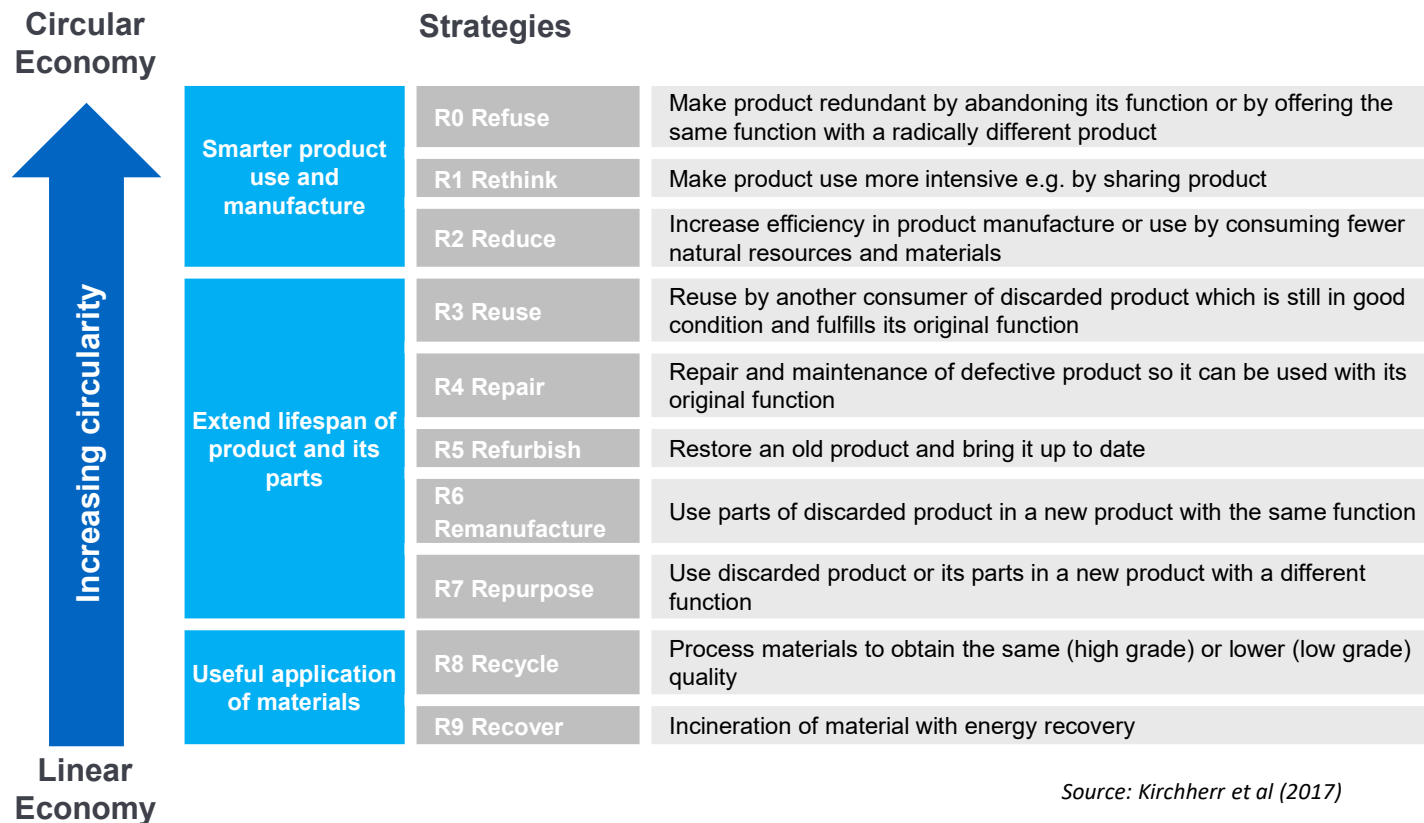 Circular
Economy
Strategies
Increasing circularity
Smarter product
use and
manufacture
R0 Refuse
Make product redundant by abandoning its function or by offering the
same function with a radically different product
R1 Rethink
Make product use more intensive e.g. by sharing product
R2 Reduce
Increase efficiency in product manufacture or use by consuming fewer
natural resources and materials
Extend lifespan of
product and its
parts
R3 Reuse
Reuse by another consumer of discarded product which is still in good
condition and fulfills its original function
R4 Repair
Repair and maintenance of defective product so it can be used with its
original function
R5 Refurbish
Restore an old product and bring it up to date
R6
Remanufacture
Use parts of discarded product in a new product with the same function
R7 Repurpose
Use discarded product or its parts in a new product with a different
function
Useful application
of materials
R8 Recycle
Process materials to obtain the same (high grade) or lower (low grade)
quality
R9 Recover
Incineration of material with energy recovery
Linear
Economy
Source: Kirchherr et al (2017)